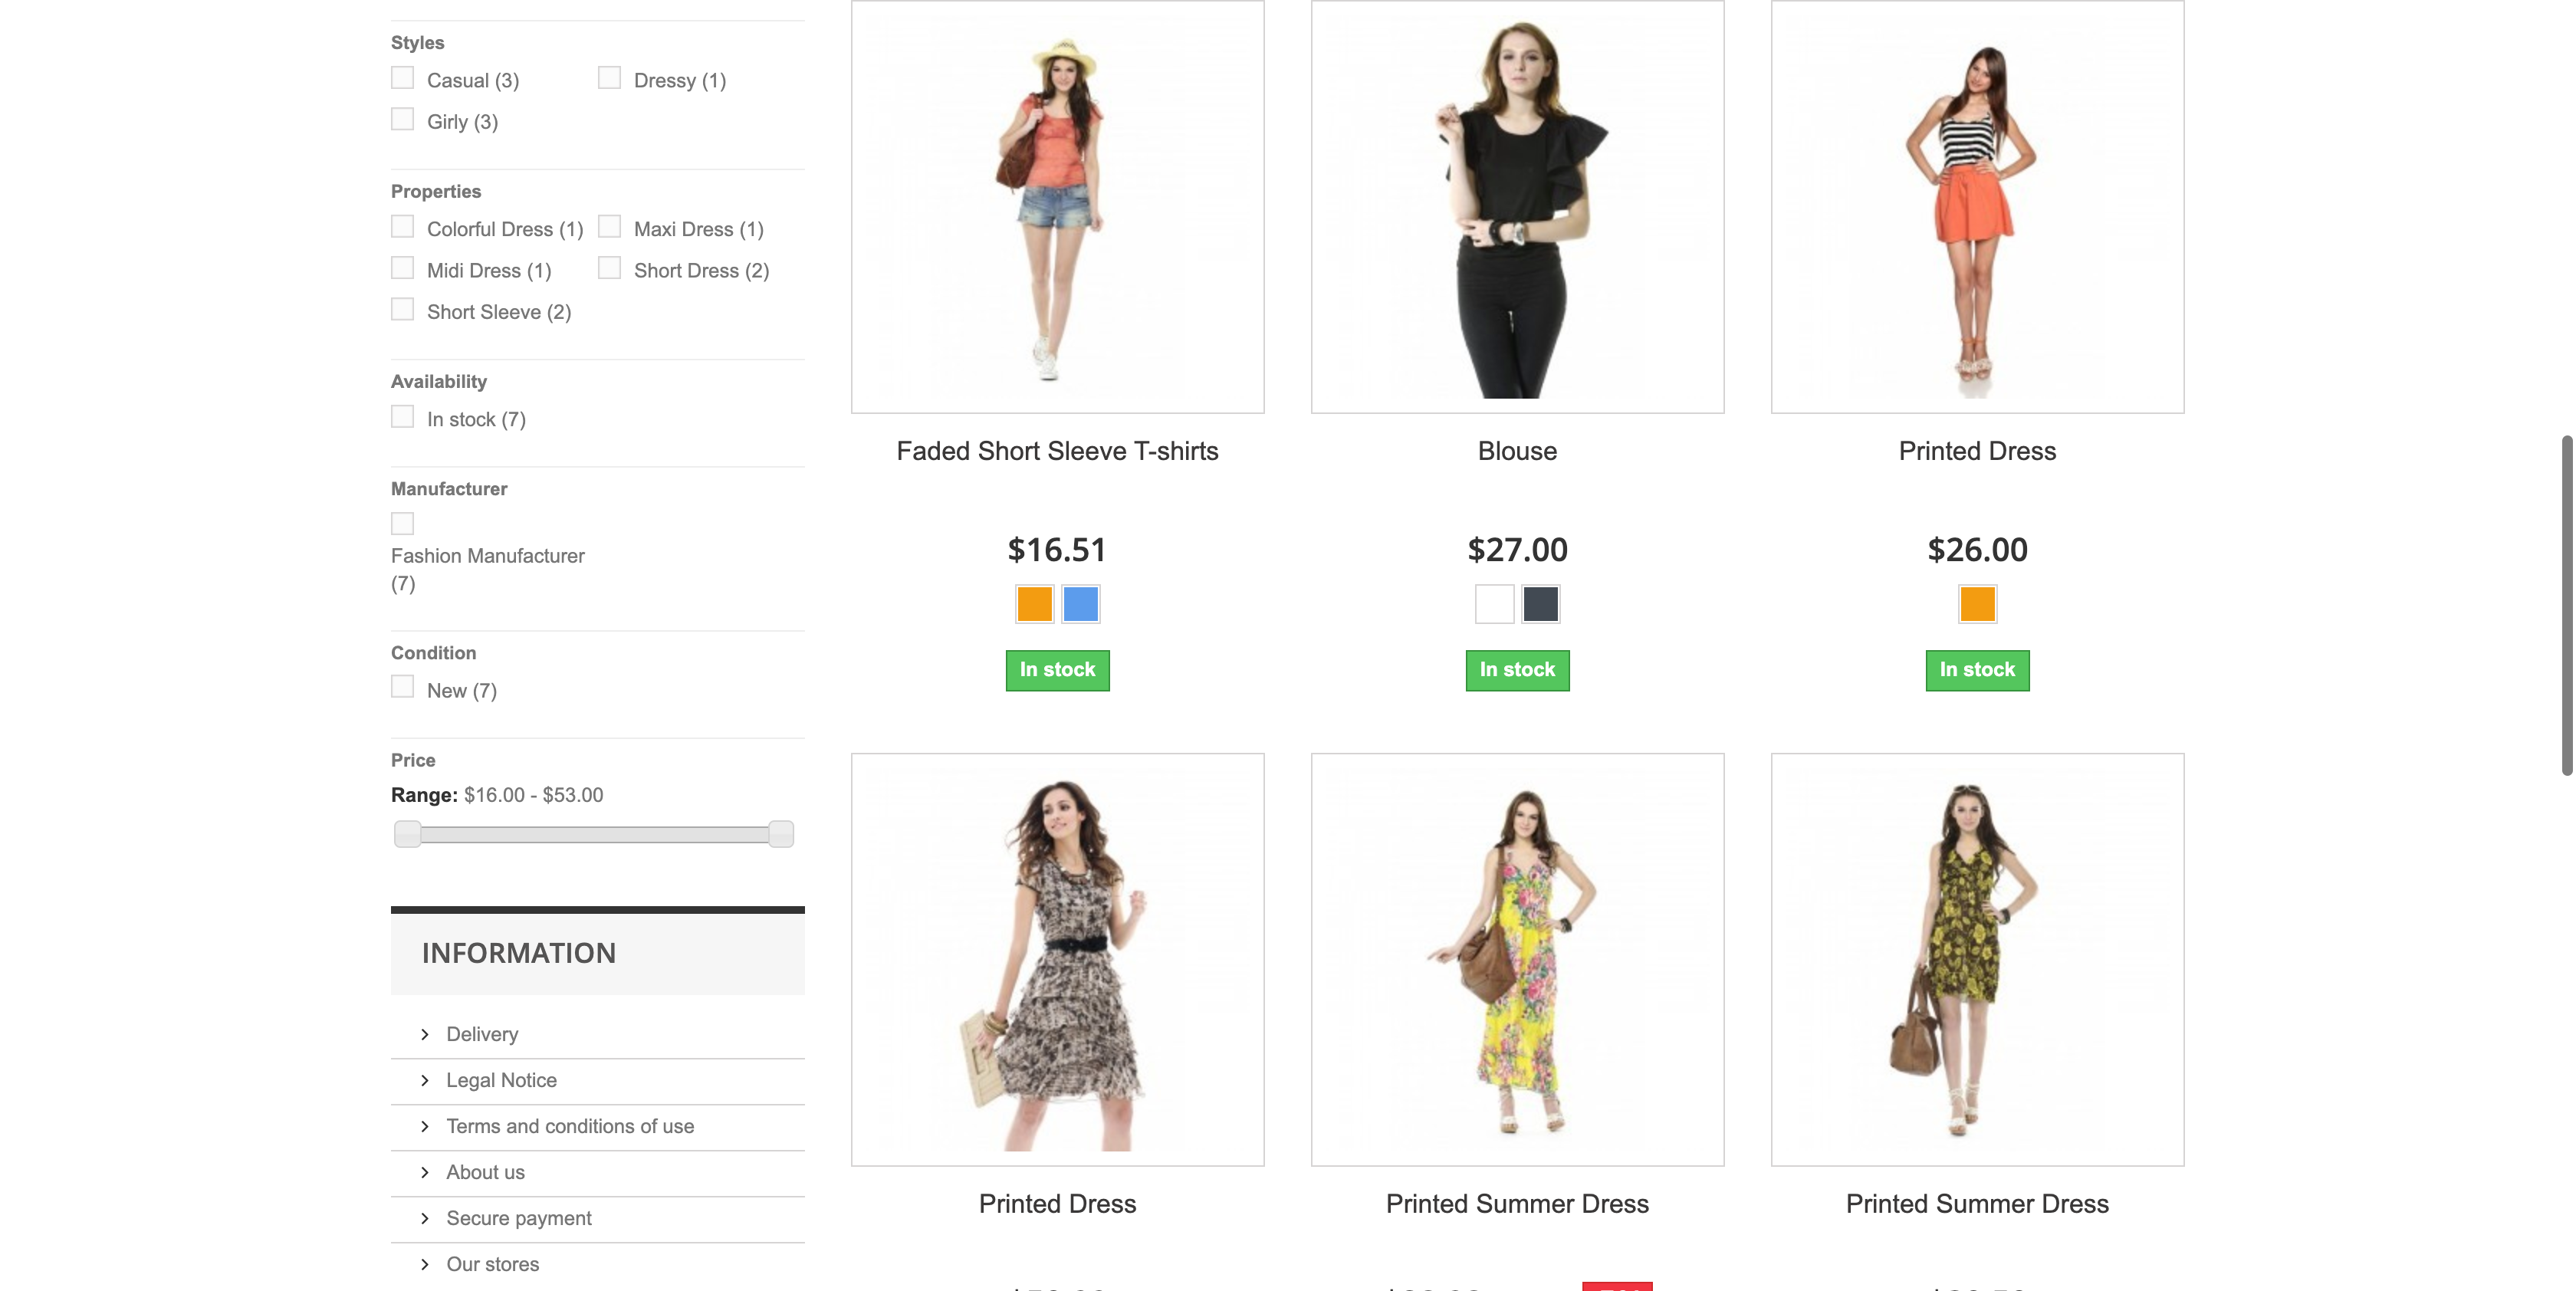 Styles
Casual (3)
Dressy (1)
Girly (3)
Properties
Colorful Dress (1)
Maxi Dress (1)
Midi Dress (1)
Short Dress (2)
Short Sleeve (2)
Availability
In stock (7)
Manufacturer
Fashion Manufacturer
(7)
Condition
New (7)
Price
Range: $16.00 - $53.00
INFORMATION
Delivery
Legal Notice
Terms and conditions of use
About us
Secure payment
Our stores
Faded Short Sleeve T-shirts
Blouse
Printed Dress
$16.51
$27.00
$26.00
In stock
In stock
In stock
Printed Dress
Printed Summer Dress
Printed Summer Dress